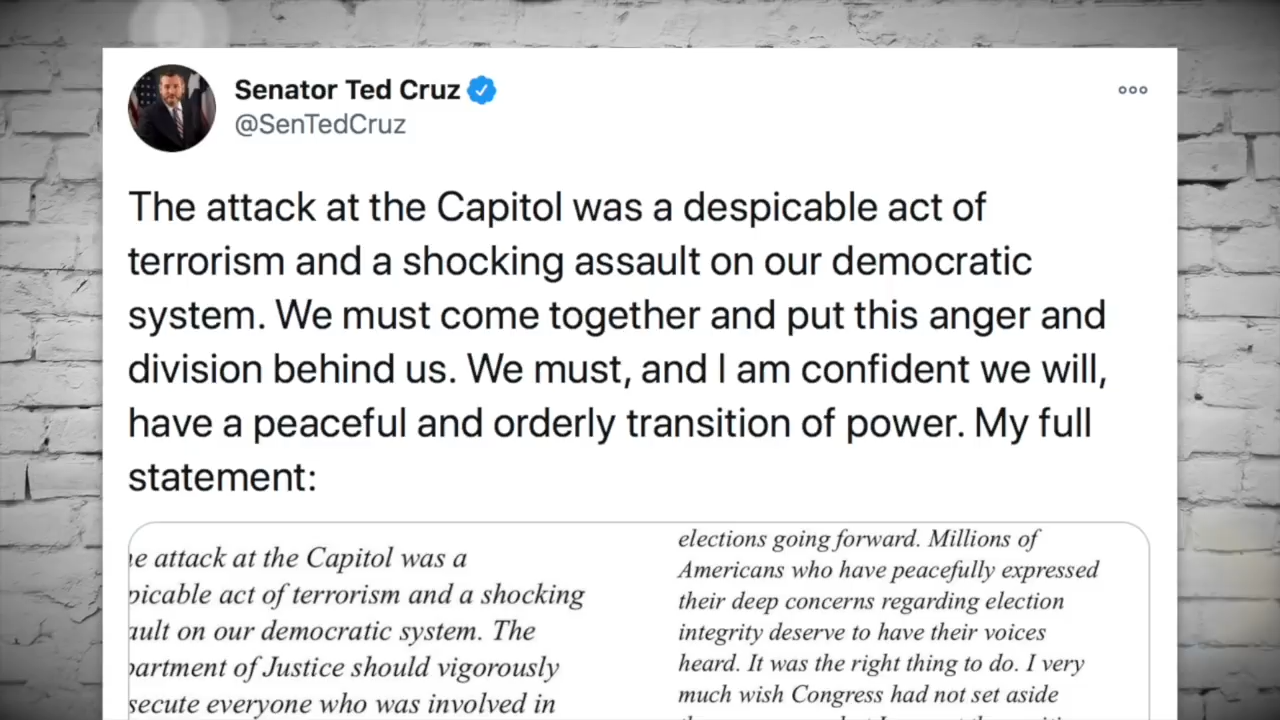 Senator Ted Cruz
@SenTedCruz
The attack at the Capitol was a despicable act of
terrorism and a shocking assault on our democratic
system. We must come together and put this anger and
division behind us. We must, and I am confident we will,
have a peaceful and orderly transition of power. My full
statement:
attack at the Capitol was a
act of terrorism and a shocking
on our democratic system. The
of Justice should vigorously
everyone who was involved in
elections going forward. Millions of
Americans who have peacefully expressed
their deep concerns regarding election
integrity deserve to have their voices
heard. It was the right thing to do. I very
much wish Congress had not set aside